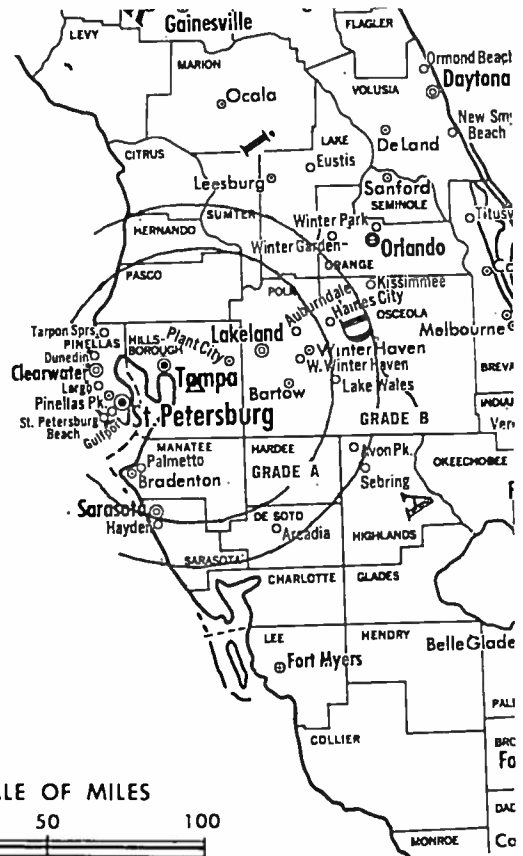 Gainesville
FLAGLER
LEVY
MARION
Ormond Beach
Daytona
VOLUSIA
Ocala
New Smy
Beach
DeLand
CITRUS
LAKE
Eustis
Leesburg
Sanford
SEMINOLE
SUMTER
Titusv
HERNANDO
Winter Park
Winter Garden
Orlando
ORANGE
PASCO
POLK
Kissimmee
OSCEOLA
Auburndale
Haines City
D
Melbourne
Tarpon Sprs.
PINELLAS
Dunedin
HILLS-
BOROUGH
Plant City
Lakeland
Winter Haven
W. Winter Haven
Clearwater
Largo
Tampa
Bartow
Lake Wales
BREVA
Pinellas Pk.
St. Petersburg
St. Petersburg
Beach
Gulfport
GRADE B
INDIA
Ver
MANATEE
HARDEE
Avon Pk.
OKEECHOBEE
Palmetto
GRADE A
Sebring
Bradenton
Sarasota
Hayden
DE SOTO
Arcadia
A
HIGHLANDS
SARASOTA
CHARLOTTE
GLADES
LEE
HENDRY
Belle Glade
Fort Myers
PAL
COLLIER
BRO
Fo
LE OF MILES
50
100
DAD
MONROE